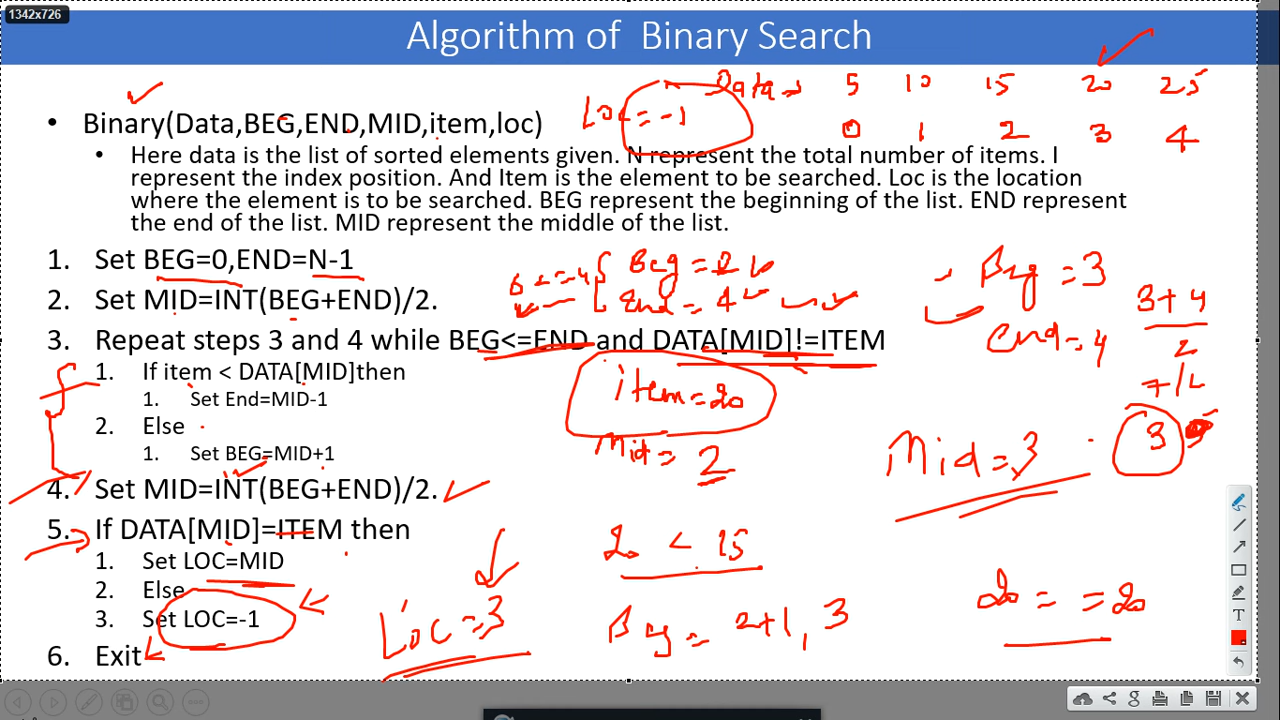 1342x726
Algorithm of Binary Search
Data → 5 10 15 20 25
0 1 2 3 4
Loc = -1
• Binary(Data,BEG,END,MID,item,loc)
• Here data is the list of sorted elements given. N represent the total number of items. I
represent the index position. And Item is the element to be searched. Loc is the location
where the element is to be searched. BEG represent the beginning of the list. END represent
the end of the list. MID represent the middle of the list.
1. Set BEG=0,END=N-1
2. Set MID=INT(BEG+END)/2.
3. Repeat steps 3 and 4 while BEG<=END and DATA[MID]!=ITEM
1. If item < DATA[MID]then
1. Set End=MID-1
2. Else
1. Set BEG=MID+1
4. Set MID=INT(BEG+END)/2.
5. If DATA[MID]=ITEM then
1. Set LOC=MID
2. Else
3. Set LOC=-1
6. Exit
Beg =
End = 4
Beg = 3
End = 4
3+4
2
7/2
3
item = 20
Mid = 2
Mid = 3
20 < 15
Beg = 2+1, 3
Loc = 3
20 = = 20
T